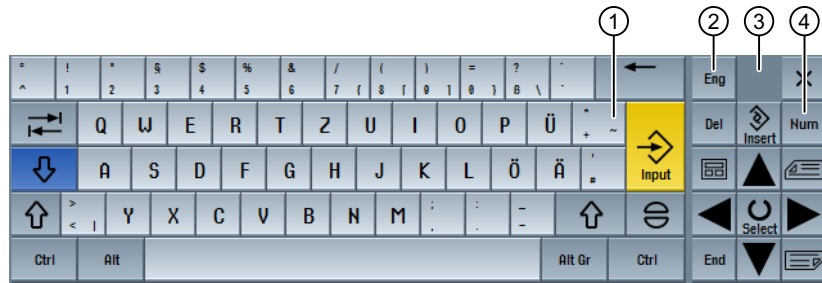 1 2 3 4
° ! " § $ % & / ( ) = ? `
^ 1 2 3 4 5 6 7 { 8 [ 9 ] 0 } ß \ ´ Eng X
Q W E R T Z U I O P Ü * + ~ Del Insert Num
A S D F G H J K L Ö Ä ' # Input
> < | Y X C V B N M ; , : . _ - Select
Ctrl Alt Alt Gr Ctrl End